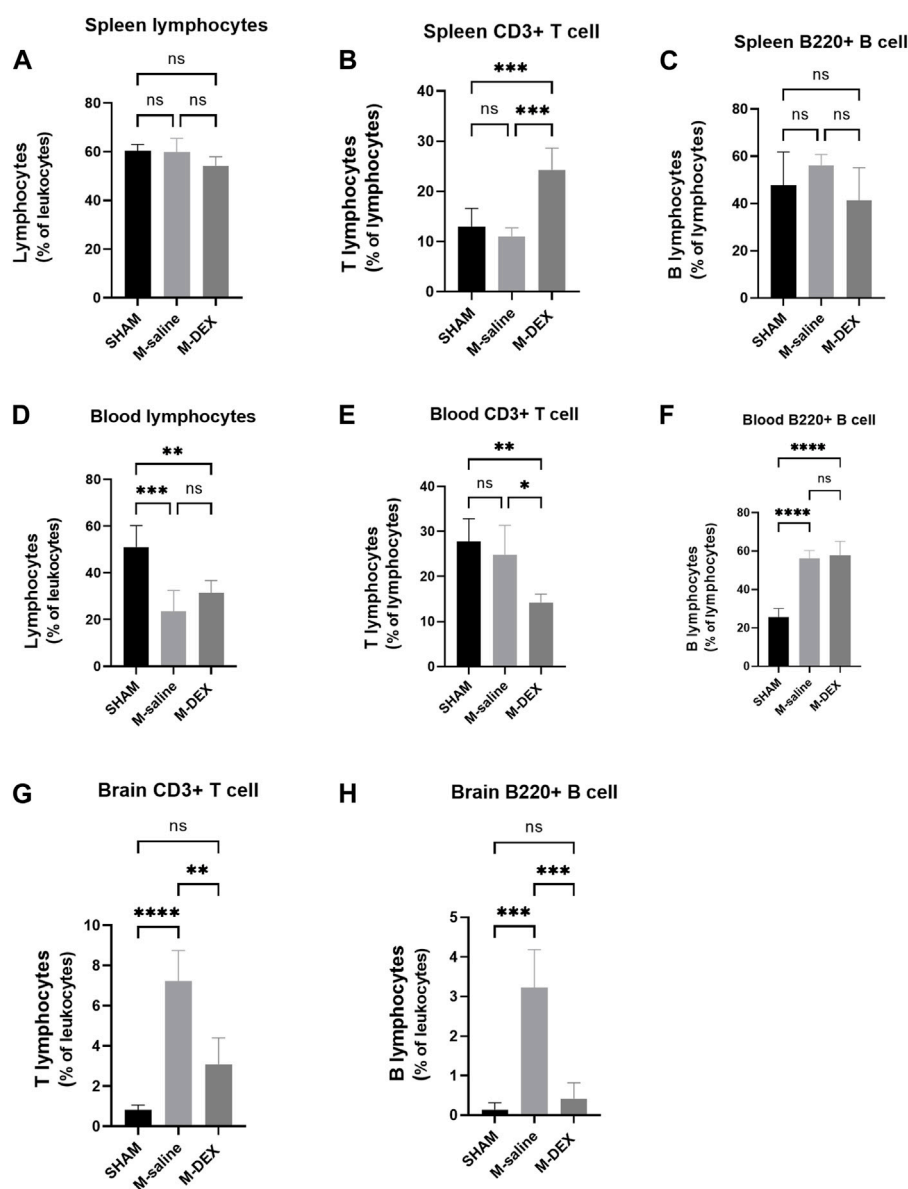 Spleen lymphocytes
A
ns
ns
ns
Lymphocytes
(% of leukocytes)
80
60
40
20
0
SHAM
M-saline
M-DEX
Spleen CD3+ T cell
B
***
ns
***
T lymphocytes
(% of lymphocytes)
40
30
20
10
0
SHAM
M-saline
M-DEX
Spleen B220+ B cell
C
ns
ns
ns
B lymphocytes
(% of lymphocytes)
80
60
40
20
0
SHAM
M-saline
M-DEX
D
Blood lymphocytes
**
***
ns
Lymphocytes
(% of leukocytes)
80
60
40
20
0
SHAM
M-saline
M-DEX
E
Blood CD3+ T cell
**
ns
*
T lymphocytes
(% of lymphocytes)
40
30
20
10
0
SHAM
M-saline
M-DEX
F
Blood B220+ B cell
****
ns
****
B lymphocytes
(% of lymphocytes)
80
60
40
20
0
SHAM
M-saline
M-DEX
G
Brain CD3+ T cell
ns
**
****
T lymphocytes
(% of leukocytes)
10
8
6
4
2
0
SHAM
M-saline
M-DEX
H
Brain B220+ B cell
ns
***
***
B lymphocytes
(% of leukocytes)
5
4
3
2
1
0
SHAM
M-saline
M-DEX